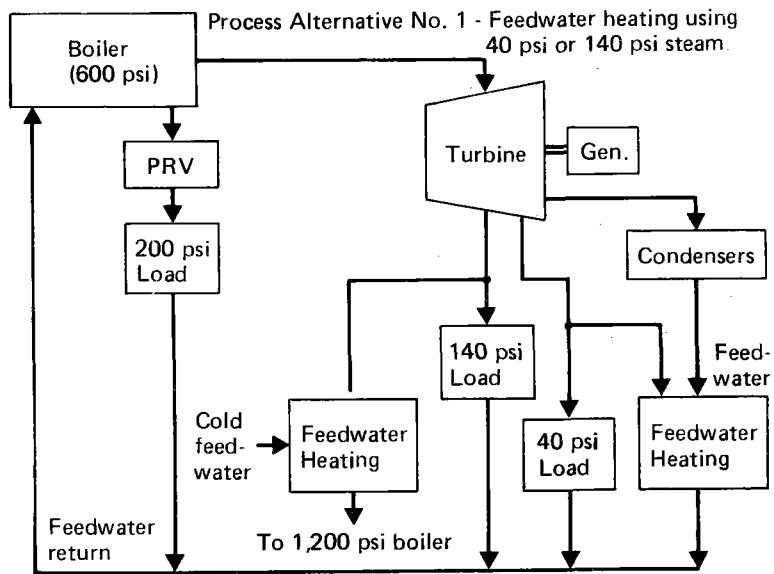 Process Alternative No. 1 - Feedwater heating using
40 psi or 140 psi steam
Boiler
(600 psi)
PRV
Turbine
Gen.
200 psi
Load
Condensers
140 psi
Load
Feed-
water
Cold
feed-
water
Feedwater
Heating
40 psi
Load
Feedwater
Heating
Feedwater
return
To 1,200 psi boiler